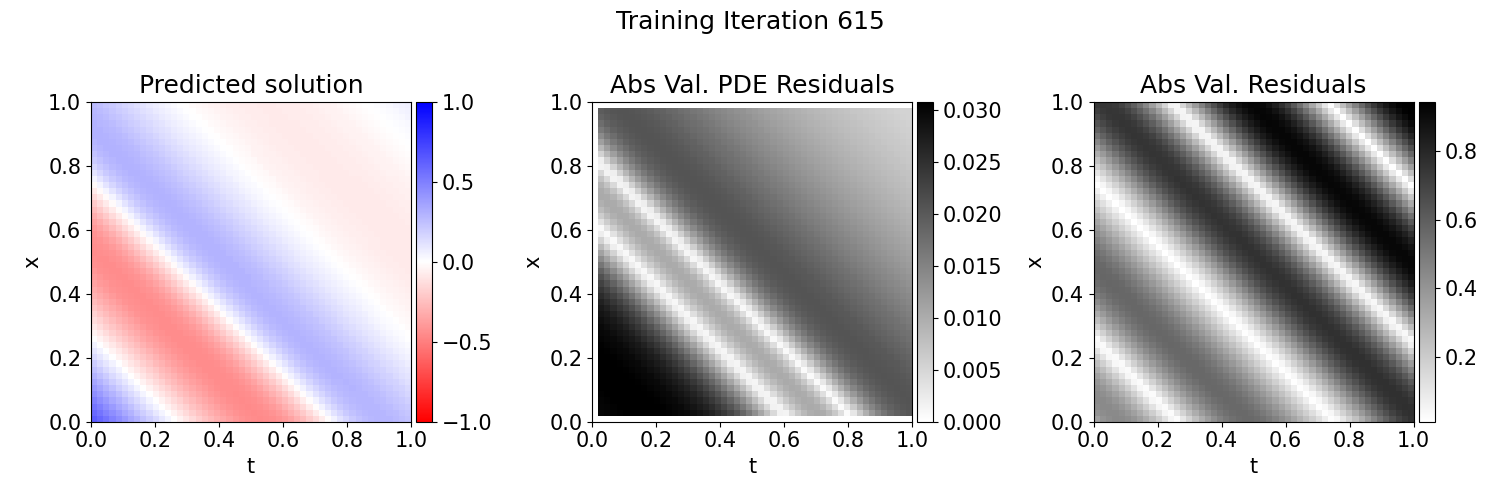 Training Iteration 615
Predicted solution
1.0
0.8
0.6
0.4
0.2
0.0
x
0.0 0.2 0.4 0.6 0.8 1.0
t
1.0
0.5
0.0
−0.5
−1.0
Abs Val. PDE Residuals
1.0
0.8
0.6
0.4
0.2
0.0
x
0.0 0.2 0.4 0.6 0.8 1.0
t
0.030
0.025
0.020
0.015
0.010
0.005
0.000
Abs Val. Residuals
1.0
0.8
0.6
0.4
0.2
0.0
x
0.0 0.2 0.4 0.6 0.8 1.0
t
0.8
0.6
0.4
0.2